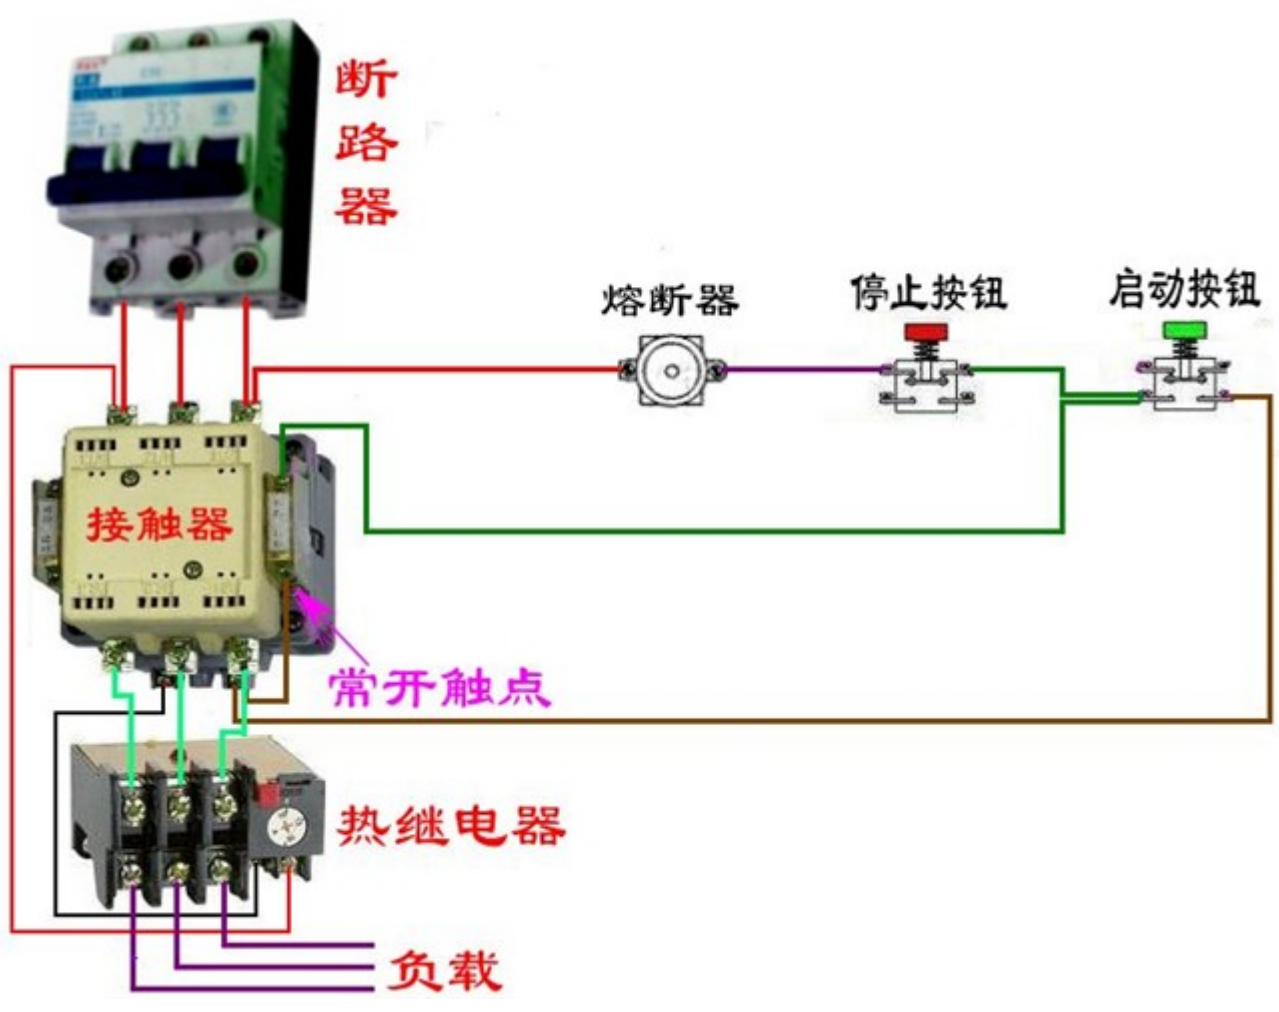 断路器
熔断器
停止按钮
启动按钮
接触器
常开触点
热继电器
负载